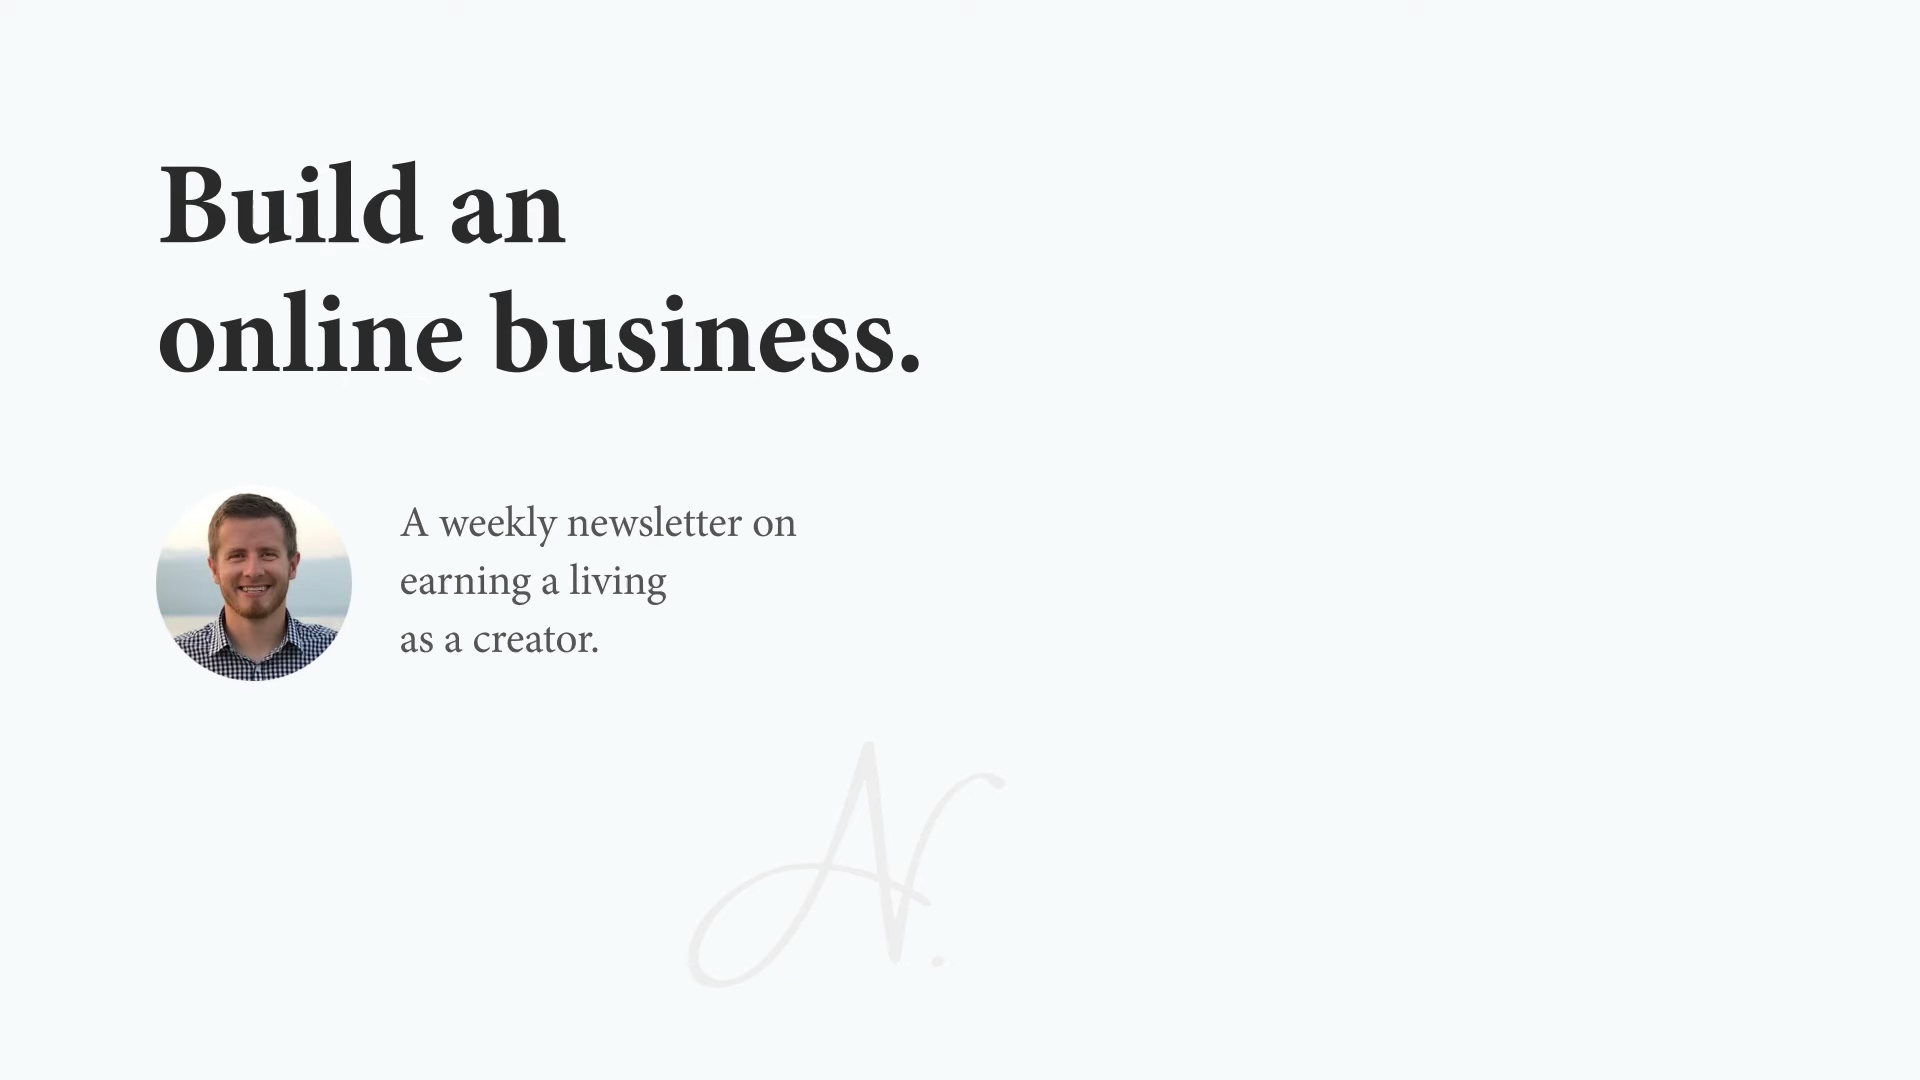 Build an
online business.
A weekly newsletter on
earning a living
as a creator.
N.